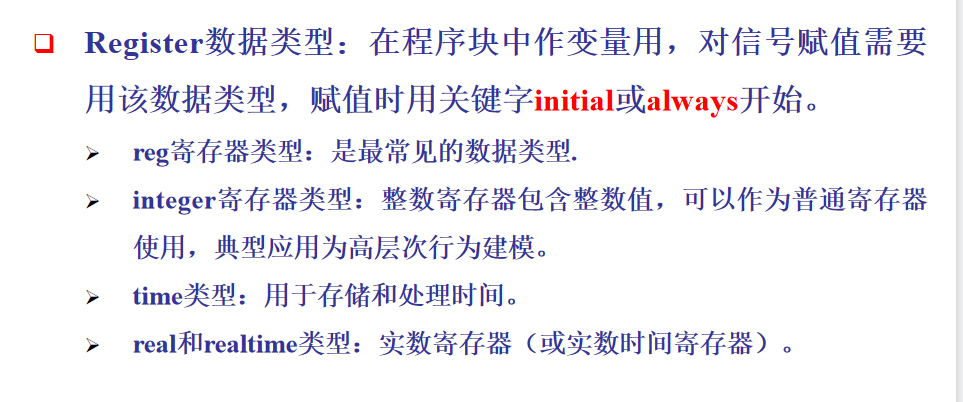 Register数据类型：在程序块中作变量用，对信号赋值需要
用该数据类型，赋值时用关键字initial或always开始。
reg寄存器类型：是最常见的数据类型.
integer寄存器类型：整数寄存器包含整数值，可以作为普通寄存器
使用，典型应用为高层次行为建模。
time类型：用于存储和处理时间。
real和realtime类型：实数寄存器（或实数时间寄存器）。